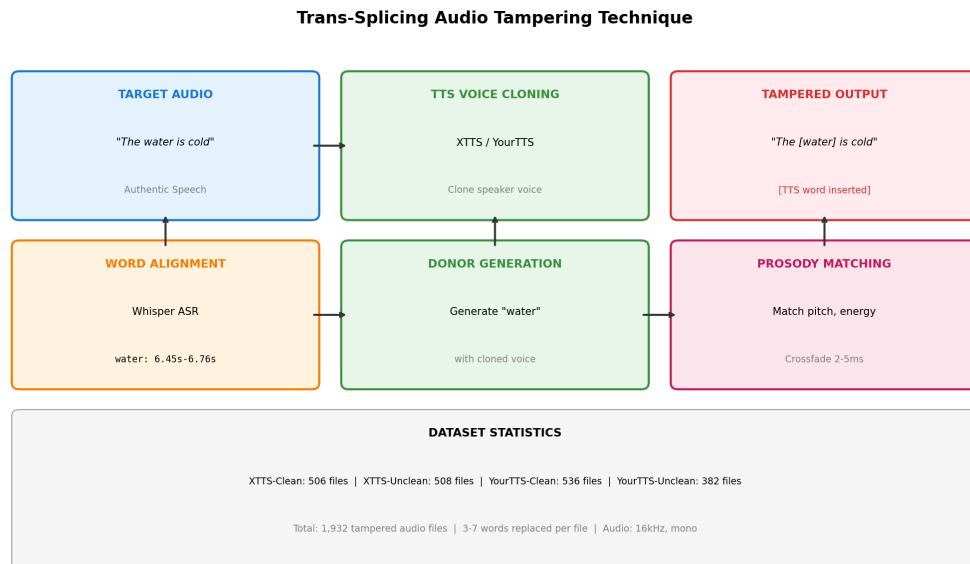 Trans-Splicing Audio Tampering Technique
TARGET AUDIO
"The water is cold"
Authentic Speech
TTS VOICE CLONING
XTTS / YourTTS
Clone speaker voice
TAMPERED OUTPUT
"The [water] is cold"
[TTS word inserted]
WORD ALIGNMENT
Whisper ASR
water: 6.45s-6.76s
DONOR GENERATION
Generate "water"
with cloned voice
PROSODY MATCHING
Match pitch, energy
Crossfade 2-5ms
DATASET STATISTICS
XTTS-Clean: 506 files | XTTS-Unclean: 508 files | YourTTS-Clean: 536 files | YourTTS-Unclean: 382 files
Total: 1,932 tampered audio files | 3-7 words replaced per file | Audio: 16kHz, mono